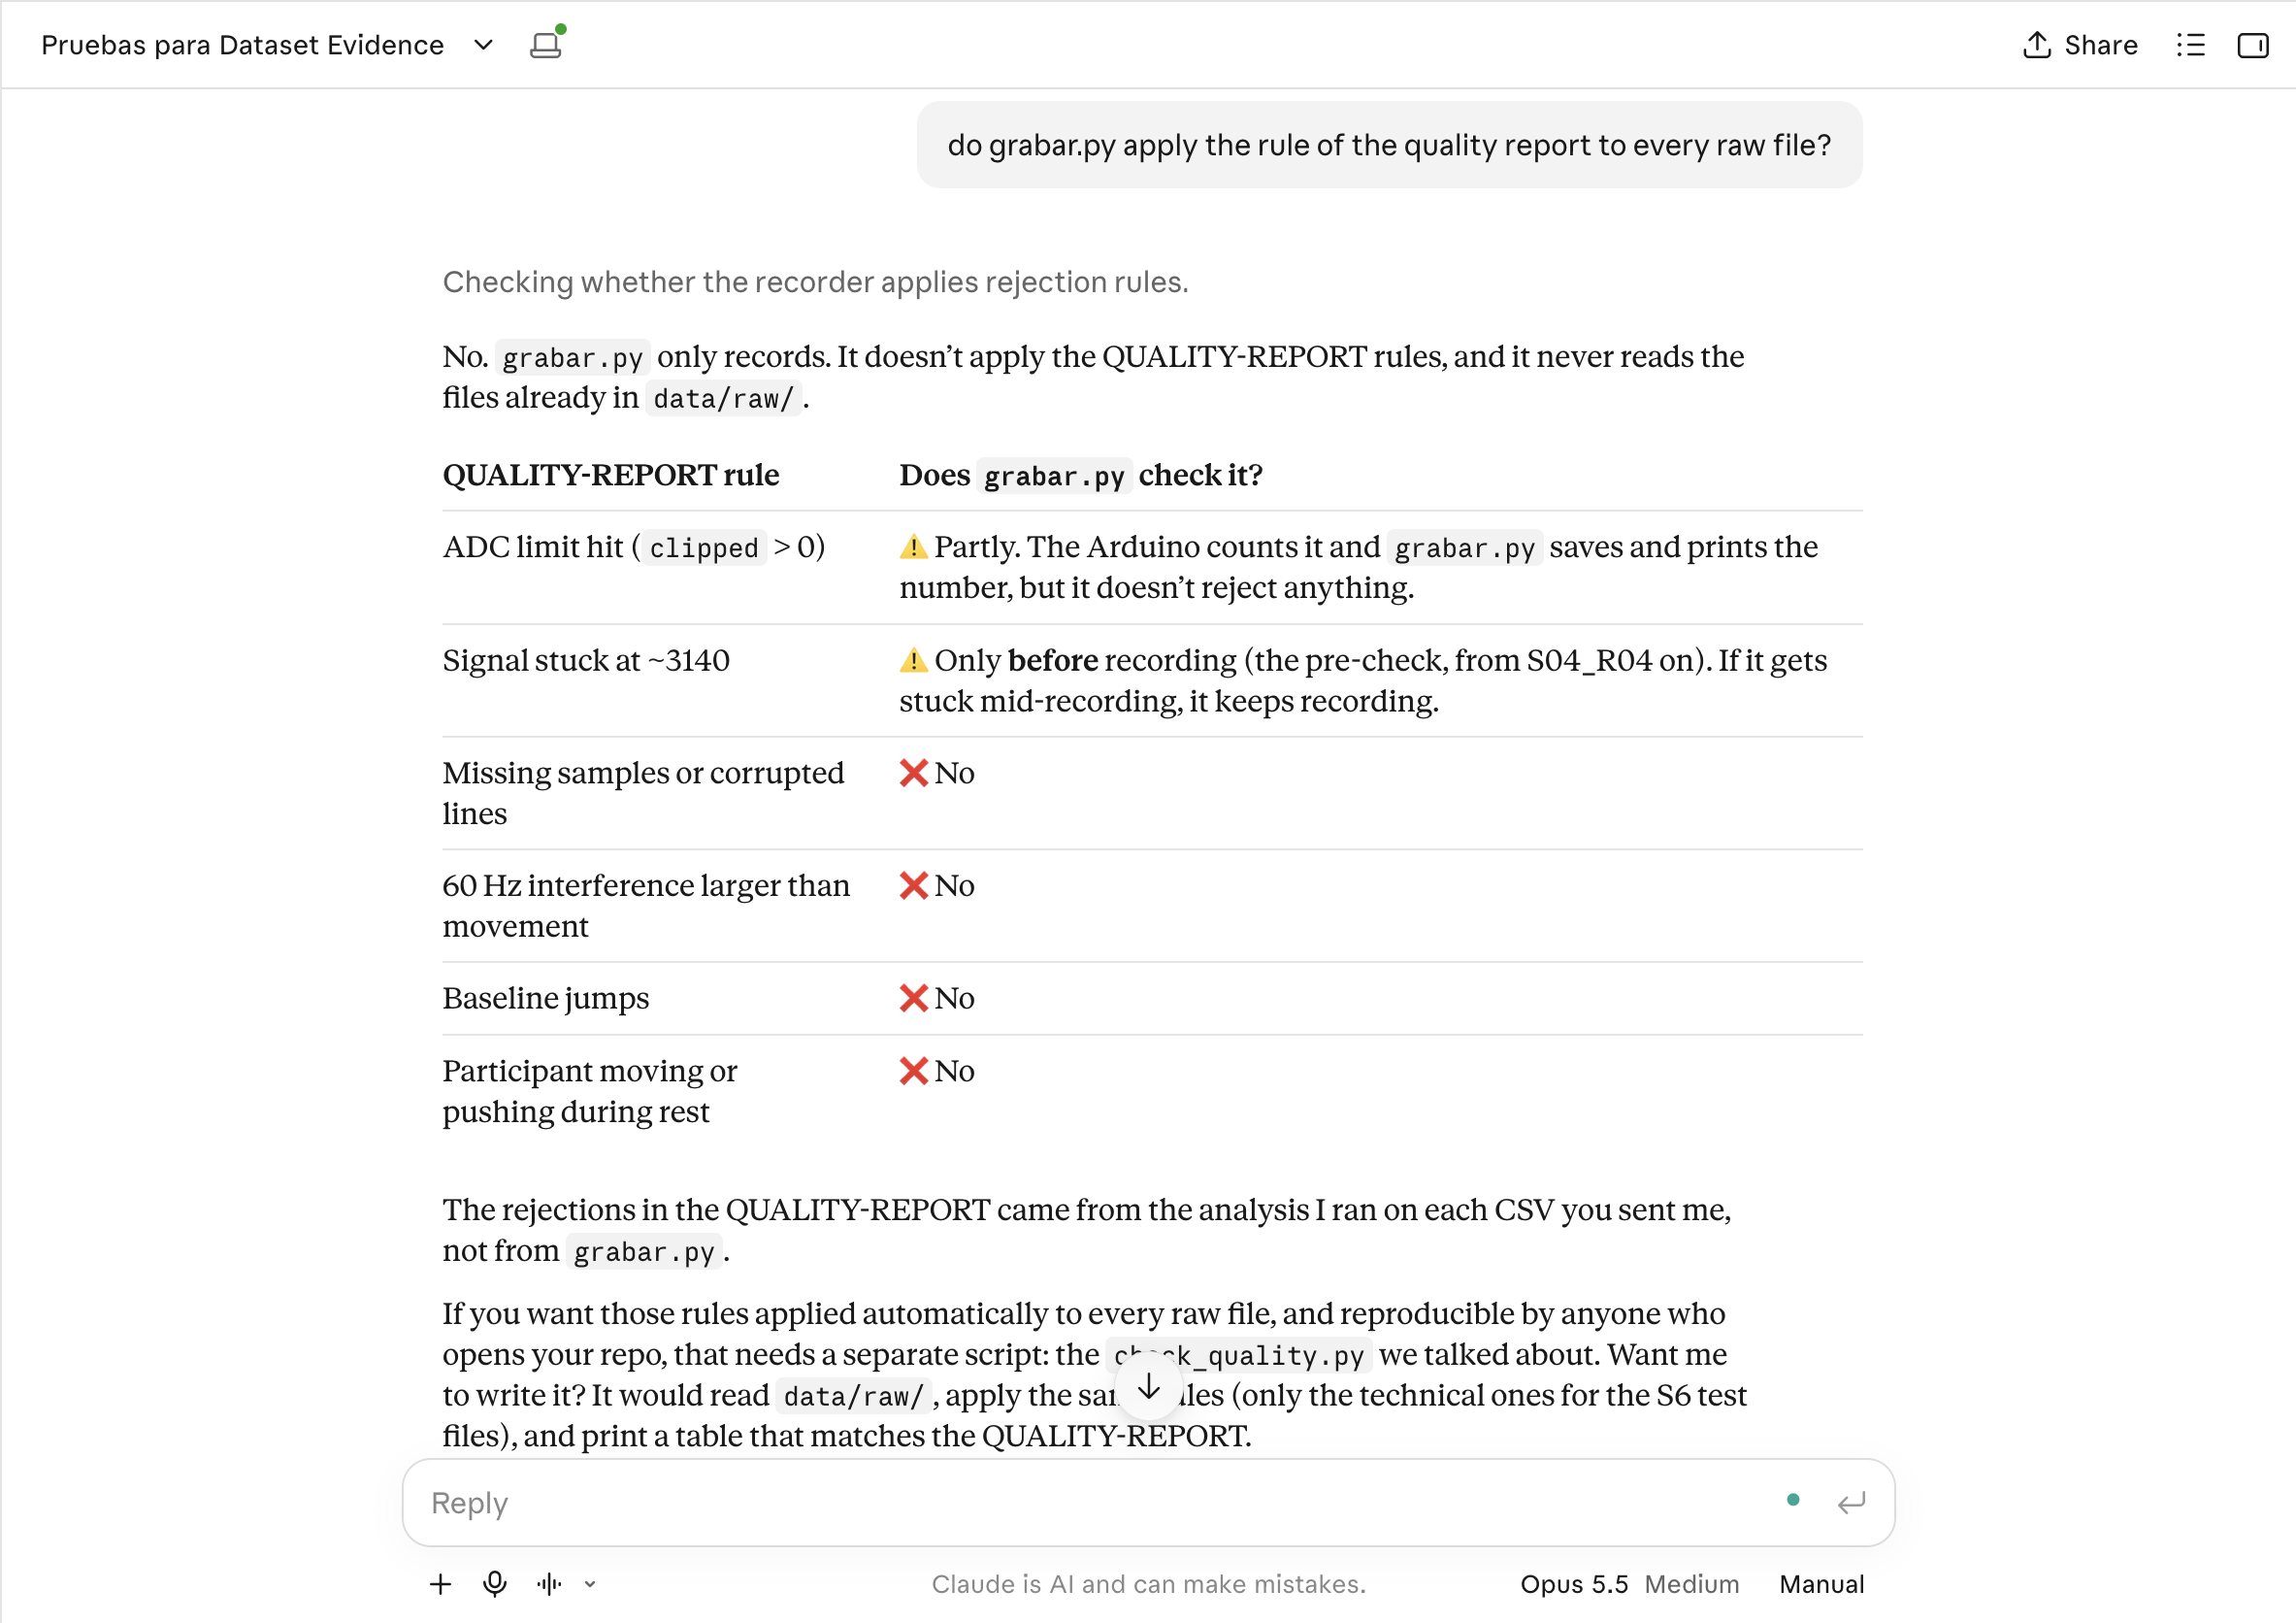 Pruebas para Dataset Evidence
Share
do grabar.py apply the rule of the quality report to every raw file?
Checking whether the recorder applies rejection rules.
No. grabar.py only records. It doesn’t apply the QUALITY-REPORT rules, and it never reads the
files already in data/raw/.
QUALITY-REPORT rule Does grabar.py check it?
ADC limit hit (clipped > 0) ⚠️ Partly. The Arduino counts it and grabar.py saves and prints the
number, but it doesn’t reject anything.
Signal stuck at ~3140 ⚠️ Only before recording (the pre-check, from S04_R04 on). If it gets
stuck mid-recording, it keeps recording.
Missing samples or corrupted ❌ No
lines
60 Hz interference larger than ❌ No
movement
Baseline jumps ❌ No
Participant moving or ❌ No
pushing during rest
The rejections in the QUALITY-REPORT came from the analysis I ran on each CSV you sent me,
not from grabar.py.
If you want those rules applied automatically to every raw file, and reproducible by anyone who
opens your repo, that needs a separate script: the check_quality.py we talked about. Want me
to write it? It would read data/raw/, apply the same rules (only the technical ones for the S6 test
files), and print a table that matches the QUALITY-REPORT.
Reply
Claude is AI and can make mistakes.
Opus 5.5 Medium Manual